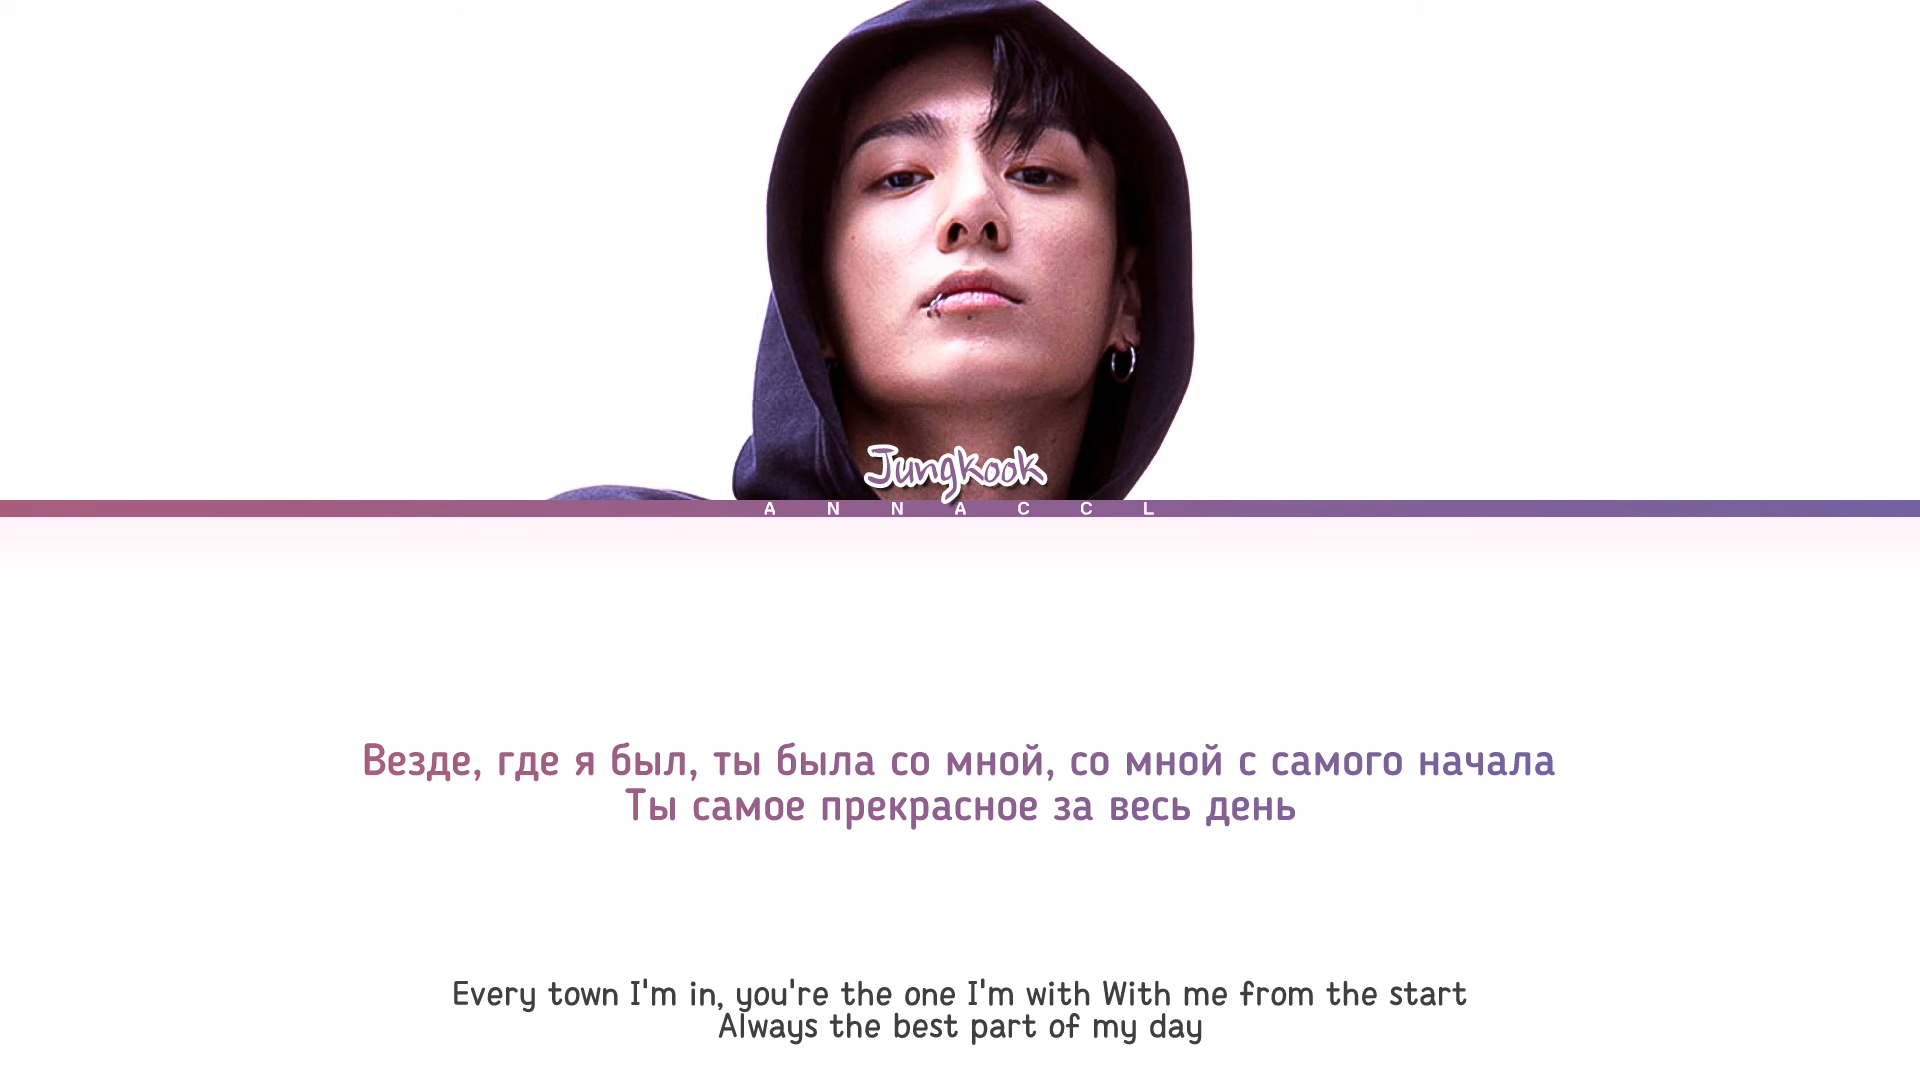 Jungkook
ANNACCL
Везде, где я был, ты была со мной, со мной с самого начала
Ты самое прекрасное за весь день
Every town I'm in, you're the one I'm with With me from the start
Always the best part of my day